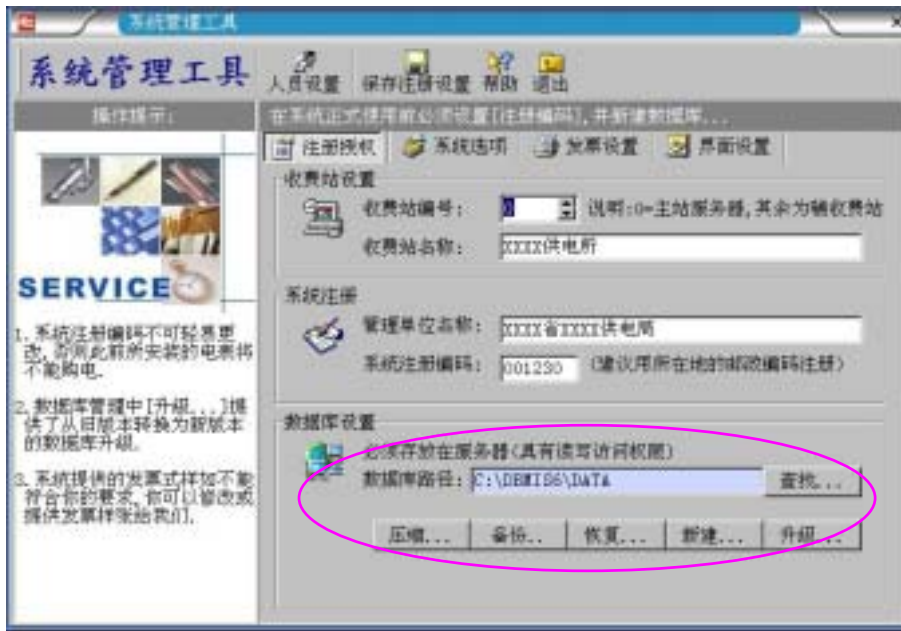 系统管理工具
系统管理工具
人员设置 保存注册设置 帮助 退出
操作提示:
在系统正式使用前必须设置[注册编码],并新建数据库...
注册授权 系统选项 发票设置 界面设置
收费站设置
收费站编号: 0 说明:0=主站服务器,其余为辅收费站
收费站名称: XXXX供电所
SERVICE
系统注册
管理单位名称: XXXX省XXXX供电局
系统注册编码: 001230 (建议用所在地的邮政编码注册)
1.系统注册编码不可轻易更
改,否则此前所安装的电表将
不能购电.
2.数据库管理中[升级...]提
供了从旧版本转换为新版本
的数据库升级.
3.系统提供的发票式样如不能
符合你的要求,你可以修改或
提供发票样张给我们.
数据库设置
必须存放在服务器(具有读写访问权限)
数据库路径: C:\DBMIS6\DATA 查找...
压缩... 备份.. 恢复... 新建... 升级...